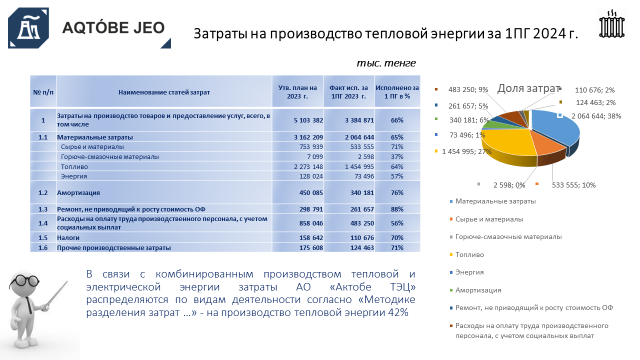 AQTÓBE JEO
Затраты на производство тепловой энергии за 1ПГ 2024 г.
тыс. тенге
№ п/п Наименование статей затрат Утв. план на 2023 г. Факт исп. за 1ПГ 2023 г. Исполнено за 1 ПГ в %
1 Затраты на производство товаров и предоставление услуг, всего, в том числе 5 103 382 3 384 871 66%
1.1 Материальные затраты 3 162 209 2 064 644 65%
Сырье и материалы 753 939 533 555 71%
Горюче-смазочные материалы 7 099 2 598 37%
Топливо 2 273 148 1 454 995 64%
Энергия 128 024 73 496 57%
1.2 Амортизация 450 085 340 181 76%
1.3 Ремонт, не приводящий к росту стоимости ОФ 298 791 261 657 88%
1.4 Расходы на оплату труда производственного персонала, с учетом социальных выплат 858 046 483 250 56%
1.5 Налоги 158 642 110 676 70%
1.6 Прочие производственные затраты 175 608 124 463 71%
В связи с комбинированным производством тепловой и
электрической энергии затраты АО «Актобе ТЭЦ»
распределяются по видам деятельности согласно «Методике
разделения затрат ...» - на производство тепловой энергии 42%
Доля затрат
483 250; 9%
110 676; 2%
261 657; 5%
124 463; 2%
340 181; 6%
2 064 644; 38%
73 496; 1%
1 454 995; 27%
2 598; 0%
533 555; 10%
Материальные затраты
Сырье и материалы
Горюче-смазочные материалы
Топливо
Энергия
Амортизация
Ремонт, не приводящий к росту стоимости ОФ
Расходы на оплату труда производственного
персонала, с учетом социальных выплат